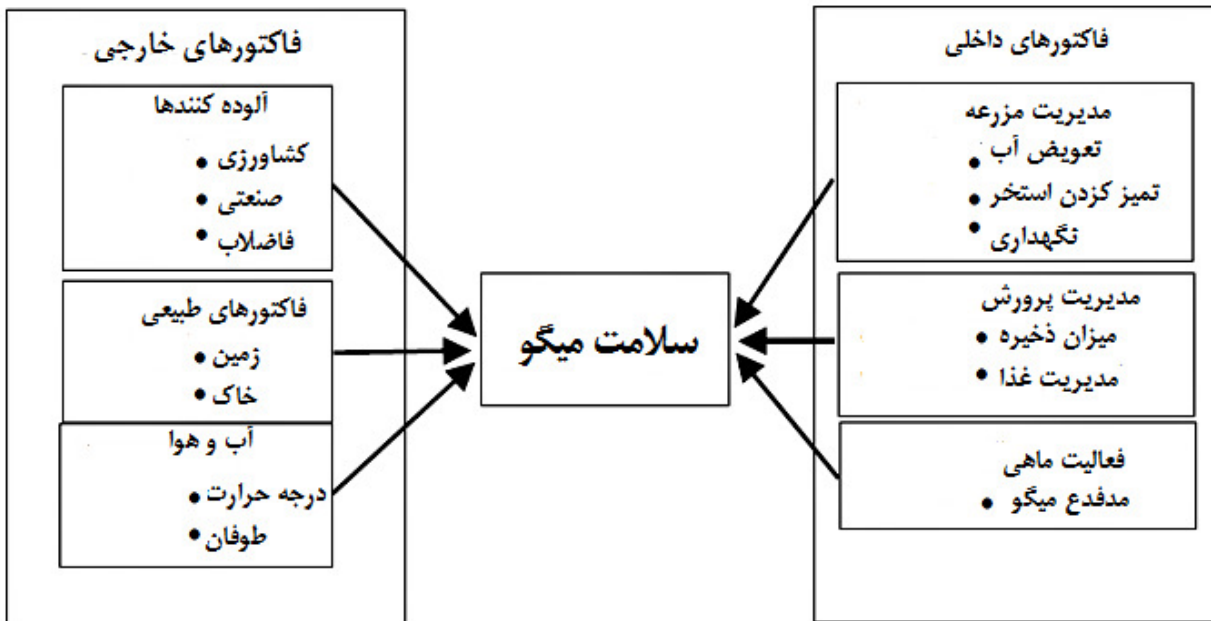 فاکتورهای داخلی
مدیریت مزرعه
• تعویض آب
• تمیز کزدن استخر
• نگهداری
مدیریت پرورش
• میزان ذخیره
• مدیریت غذا
فعالیت ماهی
• مدفدع میگو
سلامت میگو
فاکتورهای خارجی
آلوده کنندها
• کشاورزی
• صنعتی
• فاضلاب
فاکتورهای طبیعی
• زمین
• خاک
آب و هوا
• درجه حرارت
• طوفان